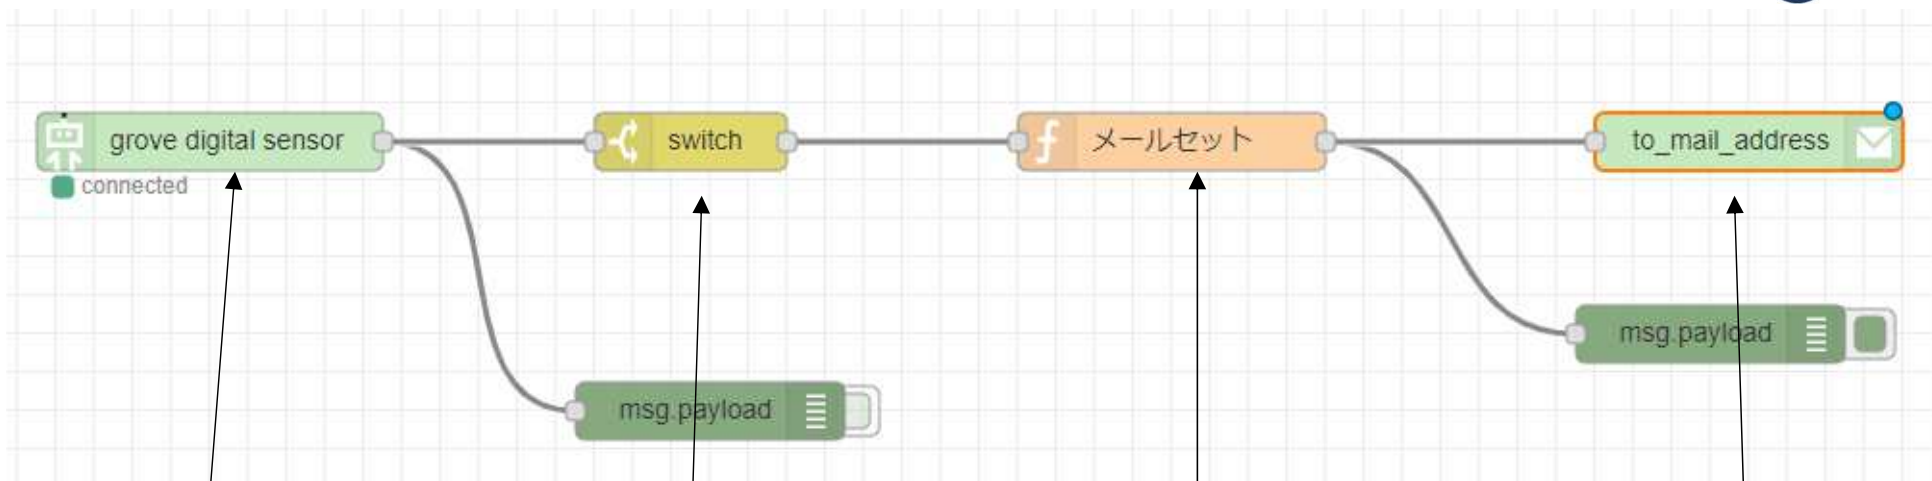 grove digital sensor
connected
switch
メールセット
to_mail_address
msg.payload
msg.payload